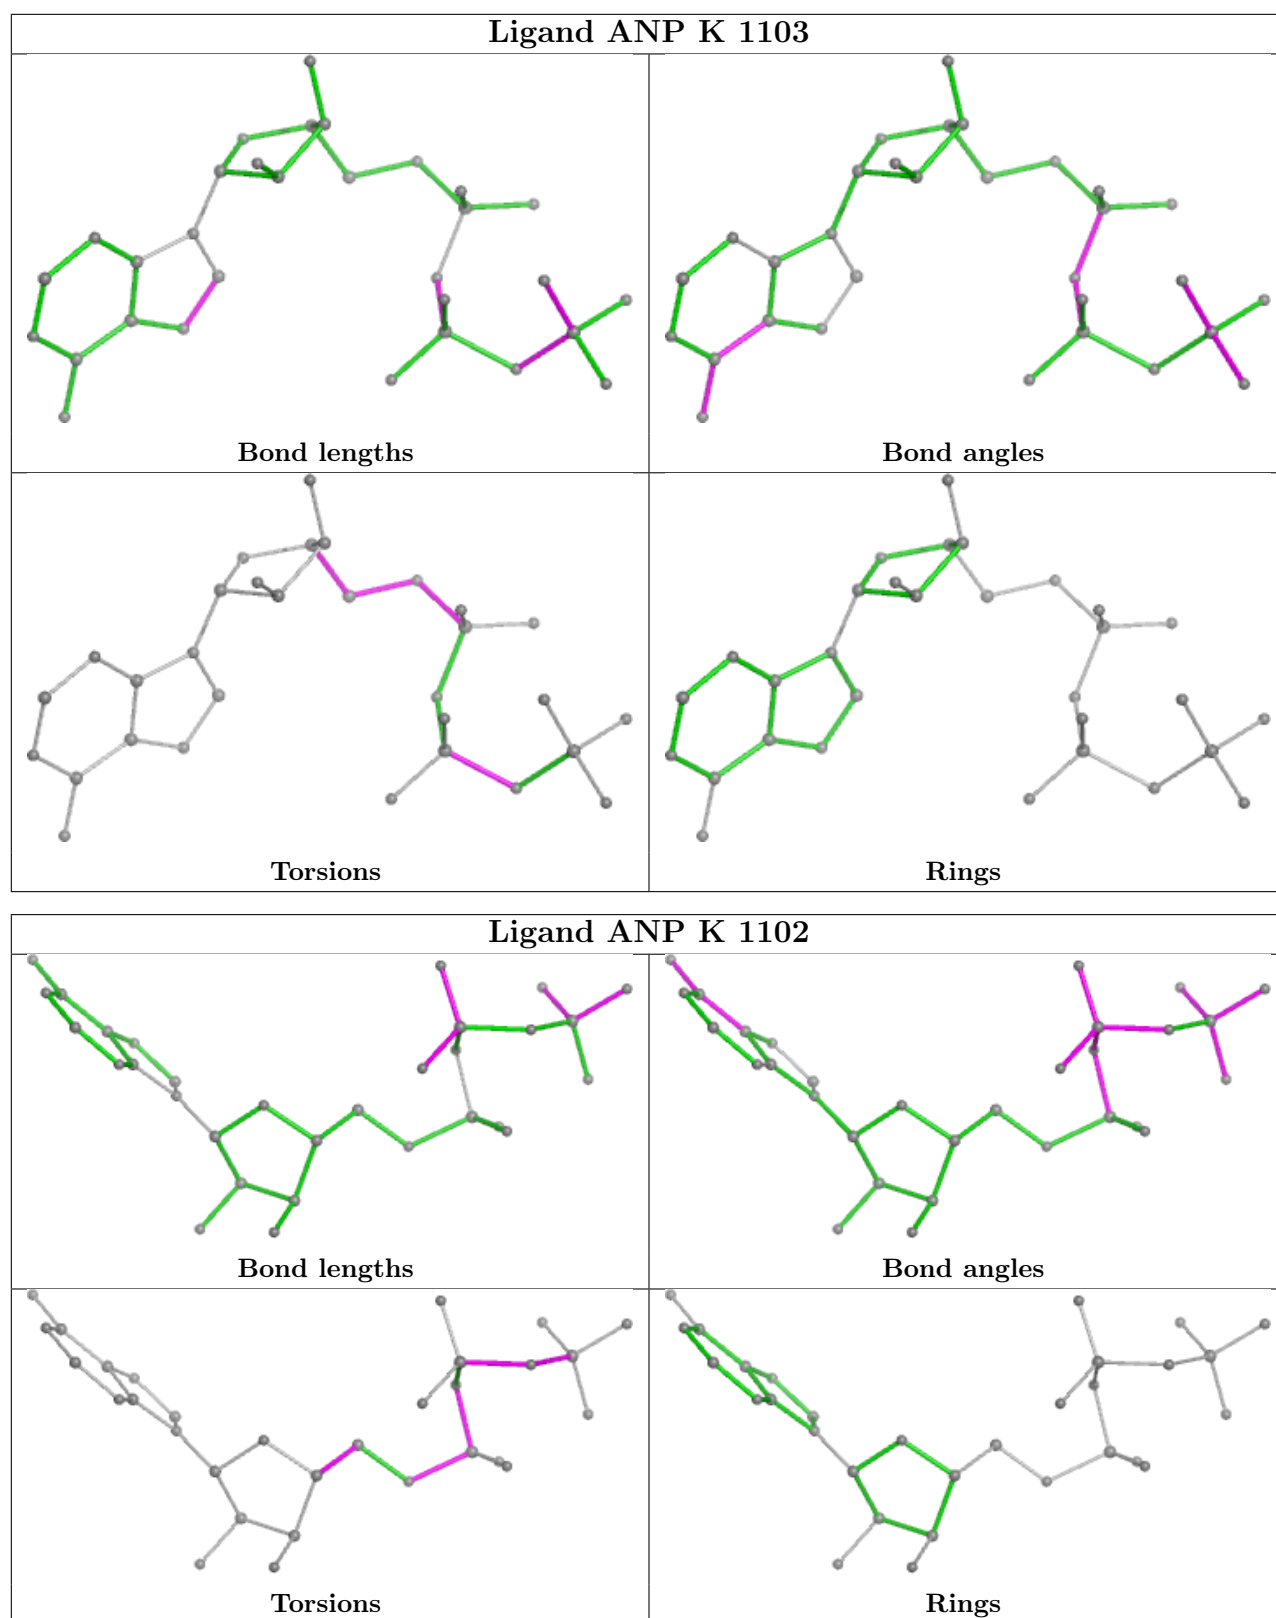 Ligand ANP K 1103
Bond lengths
Bond angles
Torsions
Rings
Ligand ANP K 1102
Bond lengths
Bond angles
Torsions
Rings